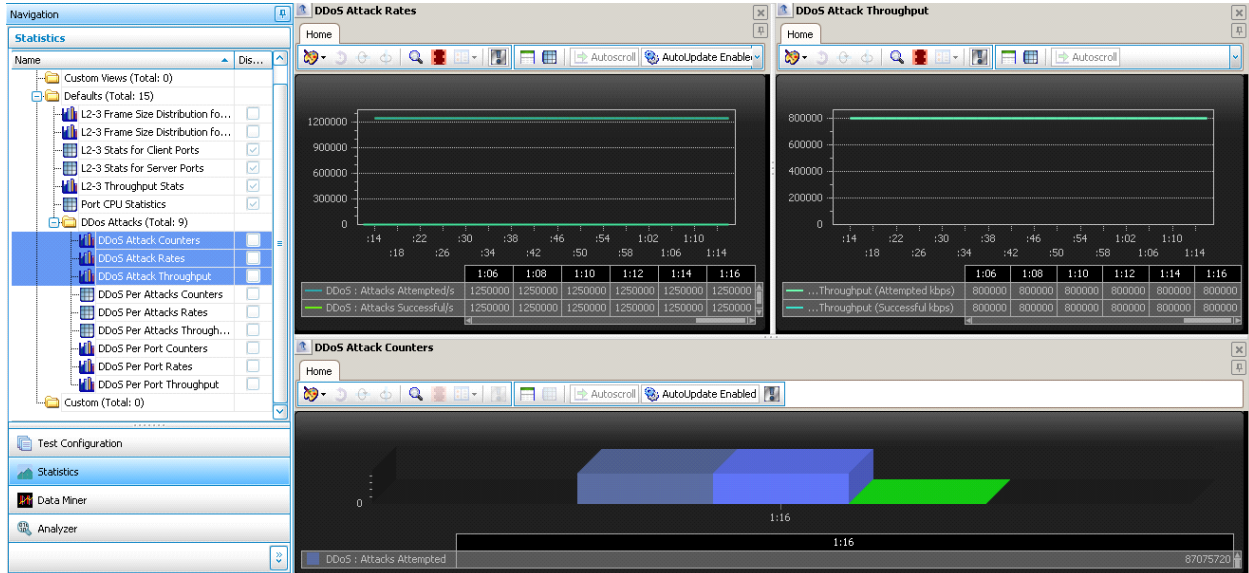 Navigation
Statistics
Name Dis...
Custom Views (Total: 0)
Defaults (Total: 15)
L2-3 Frame Size Distribution fo...
L2-3 Frame Size Distribution fo...
L2-3 Stats for Client Ports
L2-3 Stats for Server Ports
L2-3 Throughput Stats
Port CPU Statistics
DDos Attacks (Total: 9)
DDoS Attack Counters
DDoS Attack Rates
DDoS Attack Throughput
DDoS Per Attacks Counters
DDoS Per Attacks Rates
DDoS Per Attacks Through...
DDoS Per Port Counters
DDoS Per Port Rates
DDoS Per Port Throughput
Custom (Total: 0)
Test Configuration
Statistics
Data Miner
Analyzer
DDoS Attack Rates
Home
Autoscroll AutoUpdate Enabled
1200000
900000
600000
300000
0
:14 :22 :30 :38 :46 :54 1:02 1:10
:18 :26 :34 :42 :50 :58 1:06 1:14
1:06 1:08 1:10 1:12 1:14 1:16
DDoS : Attacks Attempted/s 1250000 1250000 1250000 1250000 1250000 1250000
DDoS : Attacks Successful/s 1250000 1250000 1250000 1250000 1250000 1250000
DDoS Attack Throughput
Home
Autoscroll
800000
600000
400000
200000
0
:14 :22 :30 :38 :46 :54 1:02 1:10
:18 :26 :34 :42 :50 :58 1:06 1:14
1:06 1:08 1:10 1:12 1:14 1:16
...Throughput (Attempted kbps) 800000 800000 800000 800000 800000 800000
...Throughput (Successful kbps) 800000 800000 800000 800000 800000 800000
DDoS Attack Counters
Home
Autoscroll AutoUpdate Enabled
0
1:16
1:16
DDoS : Attacks Attempted 87075720